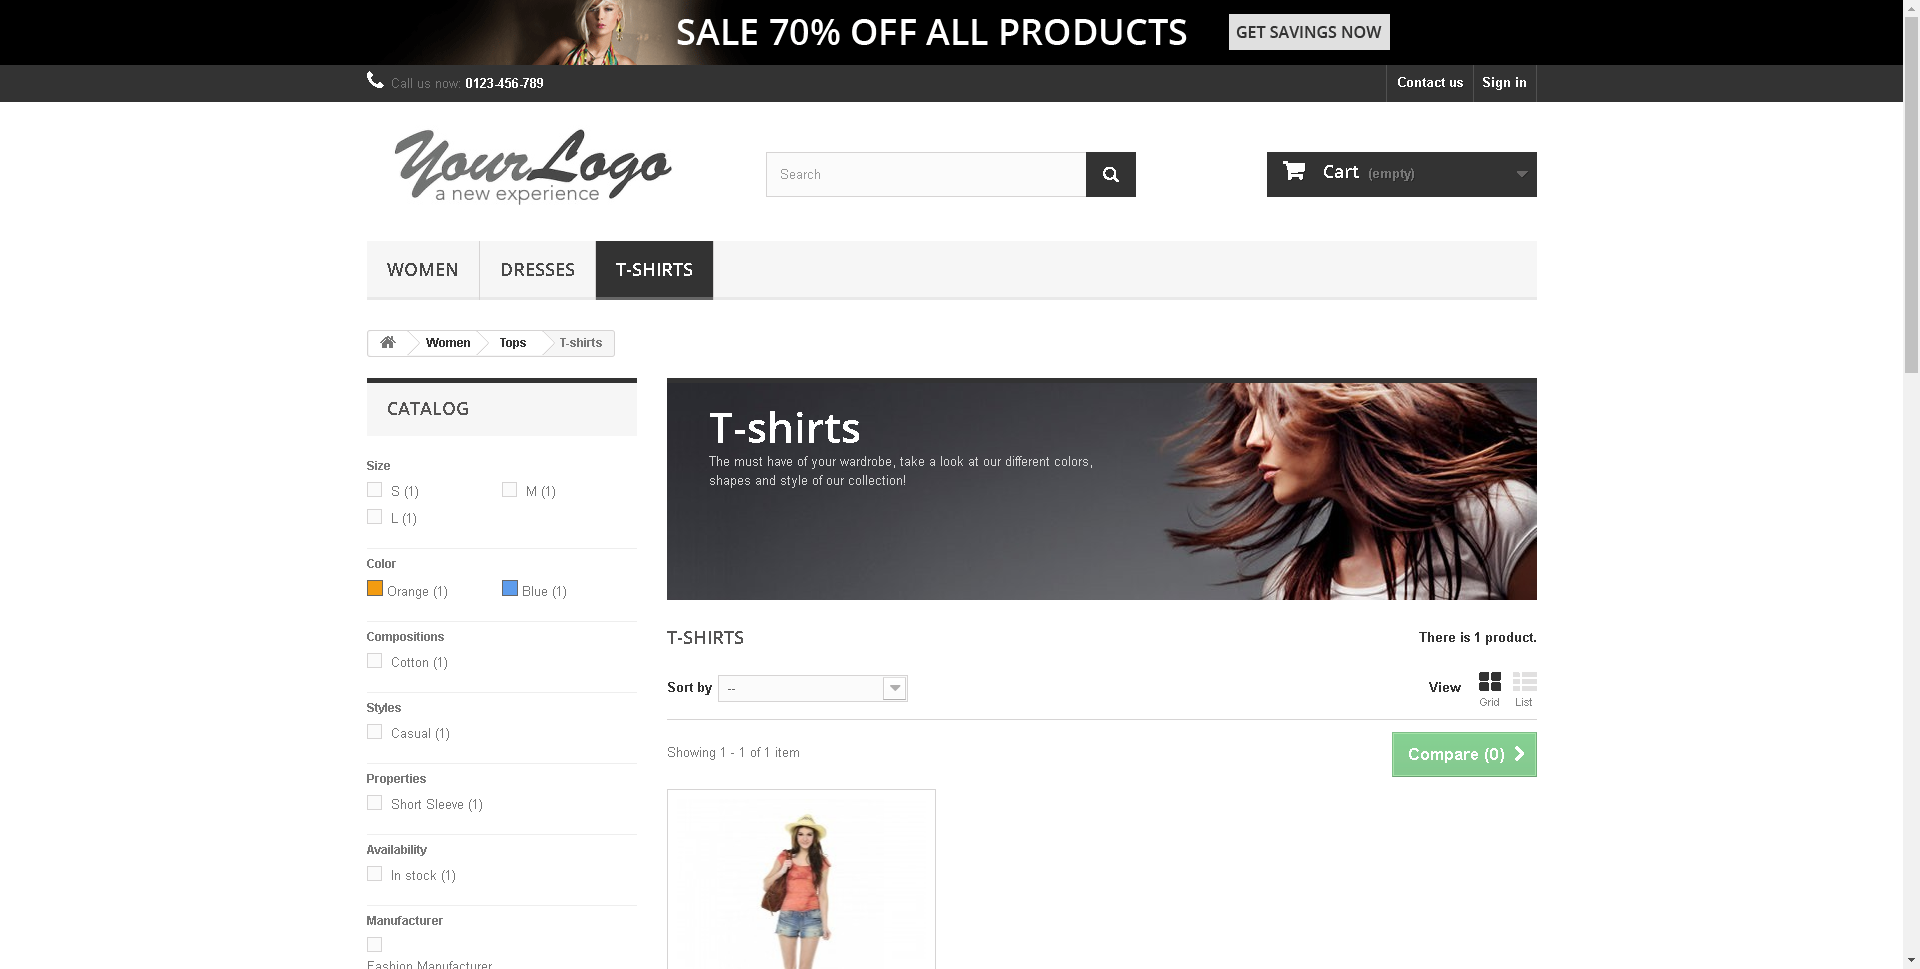 SALE 70% OFF ALL PRODUCTS
GET SAVINGS NOW
Call us now: 0123-456-789
Contact us
Sign in
YourLogo
a new experience
Search
Cart (empty)
WOMEN
DRESSES
T-SHIRTS
Women
Tops
T-shirts
CATALOG
Size
S (1)
M (1)
L (1)
Color
Orange (1)
Blue (1)
Compositions
Cotton (1)
Styles
Casual (1)
Properties
Short Sleeve (1)
Availability
In stock (1)
Manufacturer
Fashion Manufacturer
T-shirts
The must have of your wardrobe, take a look at our different colors,
shapes and style of our collection!
T-SHIRTS
There is 1 product.
Sort by
--
View
Grid
List
Showing 1 - 1 of 1 item
Compare (0)